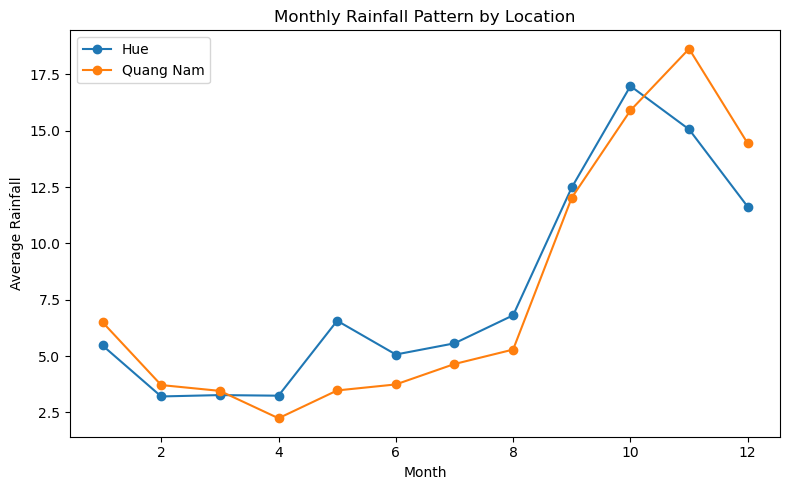 Monthly Rainfall Pattern by Location
Hue
Quang Nam
Average Rainfall
17.5
15.0
12.5
10.0
7.5
5.0
2.5
2 4 6 8 10 12
Month